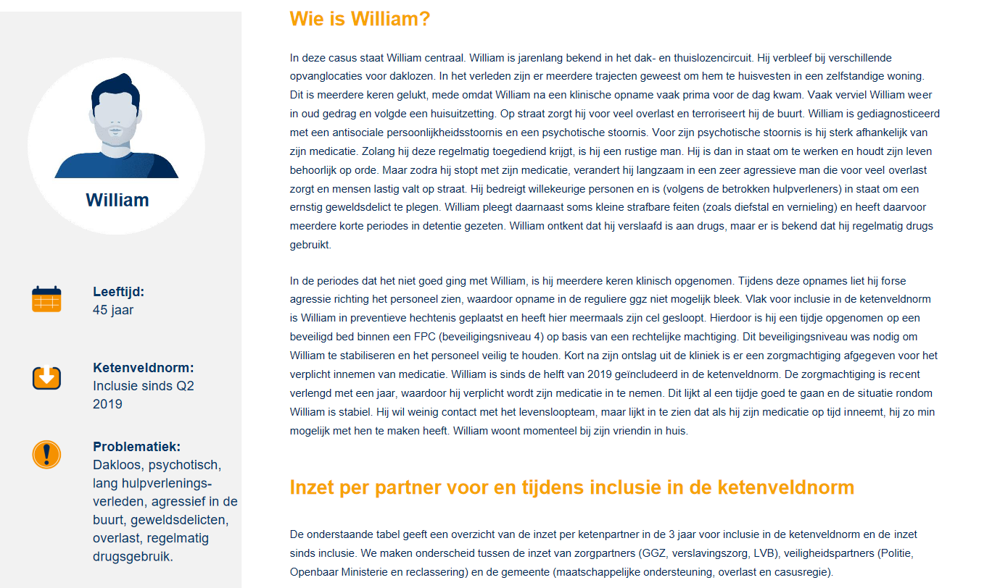 William
Leeftijd:
45 jaar
Ketenveldnorm:
Inclusie sinds Q2
2019
Problematiek:
Dakloos, psychotisch,
lang hulpverlenings-
verleden, agressief in de
buurt, geweldsdelicten,
overlast, regelmatig
drugsgebruik.
Wie is William?
In deze casus staat William centraal. William is jarenlang bekend in het dak- en thuislozencircuit. Hij verbleef bij verschillende
opvanglocaties voor daklozen. In het verleden zijn er meerdere trajecten geweest om hem te huisvesten in een zelfstandige woning.
Dit is meerdere keren gelukt, mede omdat William na een klinische opname vaak prima voor de dag kwam. Vaak verviel William weer
in oud gedrag en volgde een huisuitzetting. Op straat zorgt hij voor veel overlast en terroriseert hij de buurt. William is gediagnosticeerd
met een antisociale persoonlijkheidsstoornis en een psychotische stoornis. Voor zijn psychotische stoornis is hij sterk afhankelijk van
zijn medicatie. Zolang hij deze regelmatig toegediend krijgt, is hij een rustige man. Hij is dan in staat om te werken en houdt zijn leven
behoorlijk op orde. Maar zodra hij stopt met zijn medicatie, verandert hij langzaam in een zeer agressieve man die voor veel overlast
zorgt en mensen lastig valt op straat. Hij bedreigt willekeurige personen en is (volgens de betrokken hulpverleners) in staat om een
ernstig geweldsdelict te plegen. William pleegt daarnaast soms kleine strafbare feiten (zoals diefstal en vernieling) en heeft daarvoor
meerdere korte periodes in detentie gezeten. William ontkent dat hij verslaafd is aan drugs, maar er is bekend dat hij regelmatig drugs
gebruikt.
In de periodes dat het niet goed ging met William, is hij meerdere keren klinisch opgenomen. Tijdens deze opnames liet hij forse
agressie richting het personeel zien, waardoor opname in de reguliere ggz niet mogelijk bleek. Vlak voor inclusie in de ketenveldnorm
is William in preventieve hechtenis geplaatst en heeft hier meermaals zijn cel gesloopt. Hierdoor is hij een tijdje opgenomen op een
beveiligd bed binnen een FPC (beveiligingsniveau 4) op basis van een rechtelijke machtiging. Dit beveiligingsniveau was nodig om
William te stabiliseren en het personeel veilig te houden. Kort na zijn ontslag uit de kliniek is er een zorgmachtiging afgegeven voor het
verplicht innemen van medicatie. William is sinds de helft van 2019 geïncludeerd in de ketenveldnorm. De zorgmachtiging is recent
verlengd met een jaar, waardoor hij verplicht wordt zijn medicatie in te nemen. Dit lijkt al een tijdje goed te gaan en de situatie rondom
William is stabiel. Hij wil weinig contact met het levensloopteam, maar lijkt in te zien dat als hij zijn medicatie op tijd inneemt, hij zo min
mogelijk met hen te maken heeft. William woont momenteel bij zijn vriendin in huis.
Inzet per partner voor en tijdens inclusie in de ketenveldnorm
De onderstaande tabel geeft een overzicht van de inzet per ketenpartner in de 3 jaar voor inclusie in de ketenveldnorm en de inzet
sinds inclusie. We maken onderscheid tussen de inzet van zorgpartners (GGZ, verslavingszorg, LVB), veiligheidspartners (Politie,
Openbaar Ministerie en reclassering) en de gemeente (maatschappelijke ondersteuning, overlast en casusregie).